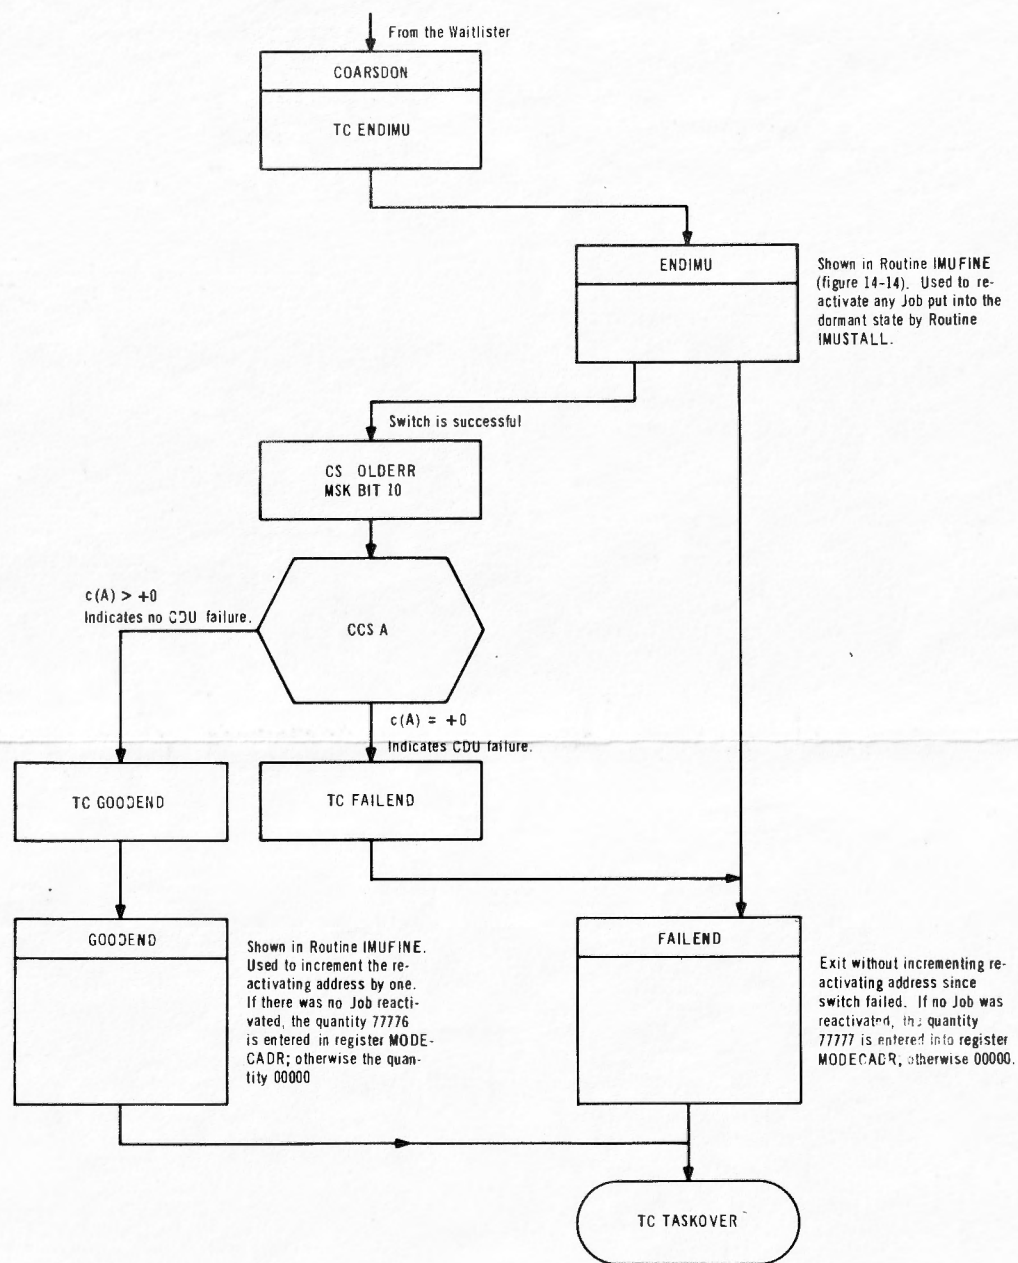 From the Waitlister
COARSDON
TC ENDIMU
ENDIMU
Shown in Routine IMUFINE
(figure 14-14). Used to re-
activate any Job put into the
dormant state by Routine
IMUSTALL.
Switch is successful
CS OLDERR
MSK BIT 10
c(A) > +0
Indicates no CDU failure.
CCS A
c(A) = +0
Indicates CDU failure.
TC GOODEND
TC FAILEND
GOODEND
Shown in Routine IMUFINE.
Used to increment the re-
activating address by one.
If there was no Job reacti-
vated, the quantity 77776
is entered in register MODE-
CADR; otherwise the quan-
tity 00000
FAILEND
Exit without incrementing re-
activating address since
switch failed. If no Job was
reactivated, the quantity
77777 is entered into register
MODECADR; otherwise 00000.
TC TASKOVER